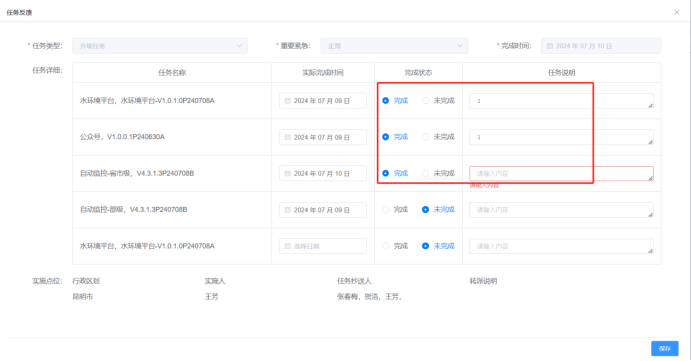 任务反馈
* 任务类型: 升级任务 * 重要紧急: 正常 * 完成时间: 2024 年 07 月 10 日
任务详细: 任务名称 实际完成时间 完成状态 任务说明
水环境平台，水环境平台-V1.0.1.0P240708A 2024 年 07 月 09 日 完成 未完成 1
公众号，V1.0.0.1P240630A 2024 年 07 月 09 日 完成 未完成 1
自动监控-省市级，V4.3.1.3P240708B 2024 年 07 月 10 日 完成 未完成 请输入内容
请输入内容
自动监控-部级，V4.3.1.3P240708B 2024 年 07 月 09 日 完成 未完成 请输入内容
水环境平台，水环境平台-V1.0.1.0P240708A 选择日期 完成 未完成 请输入内容
实施点位: 行政区划 实施人 任务抄送人 转派说明
昆明市 王芳 张春梅，贺浩，王芳，
保存